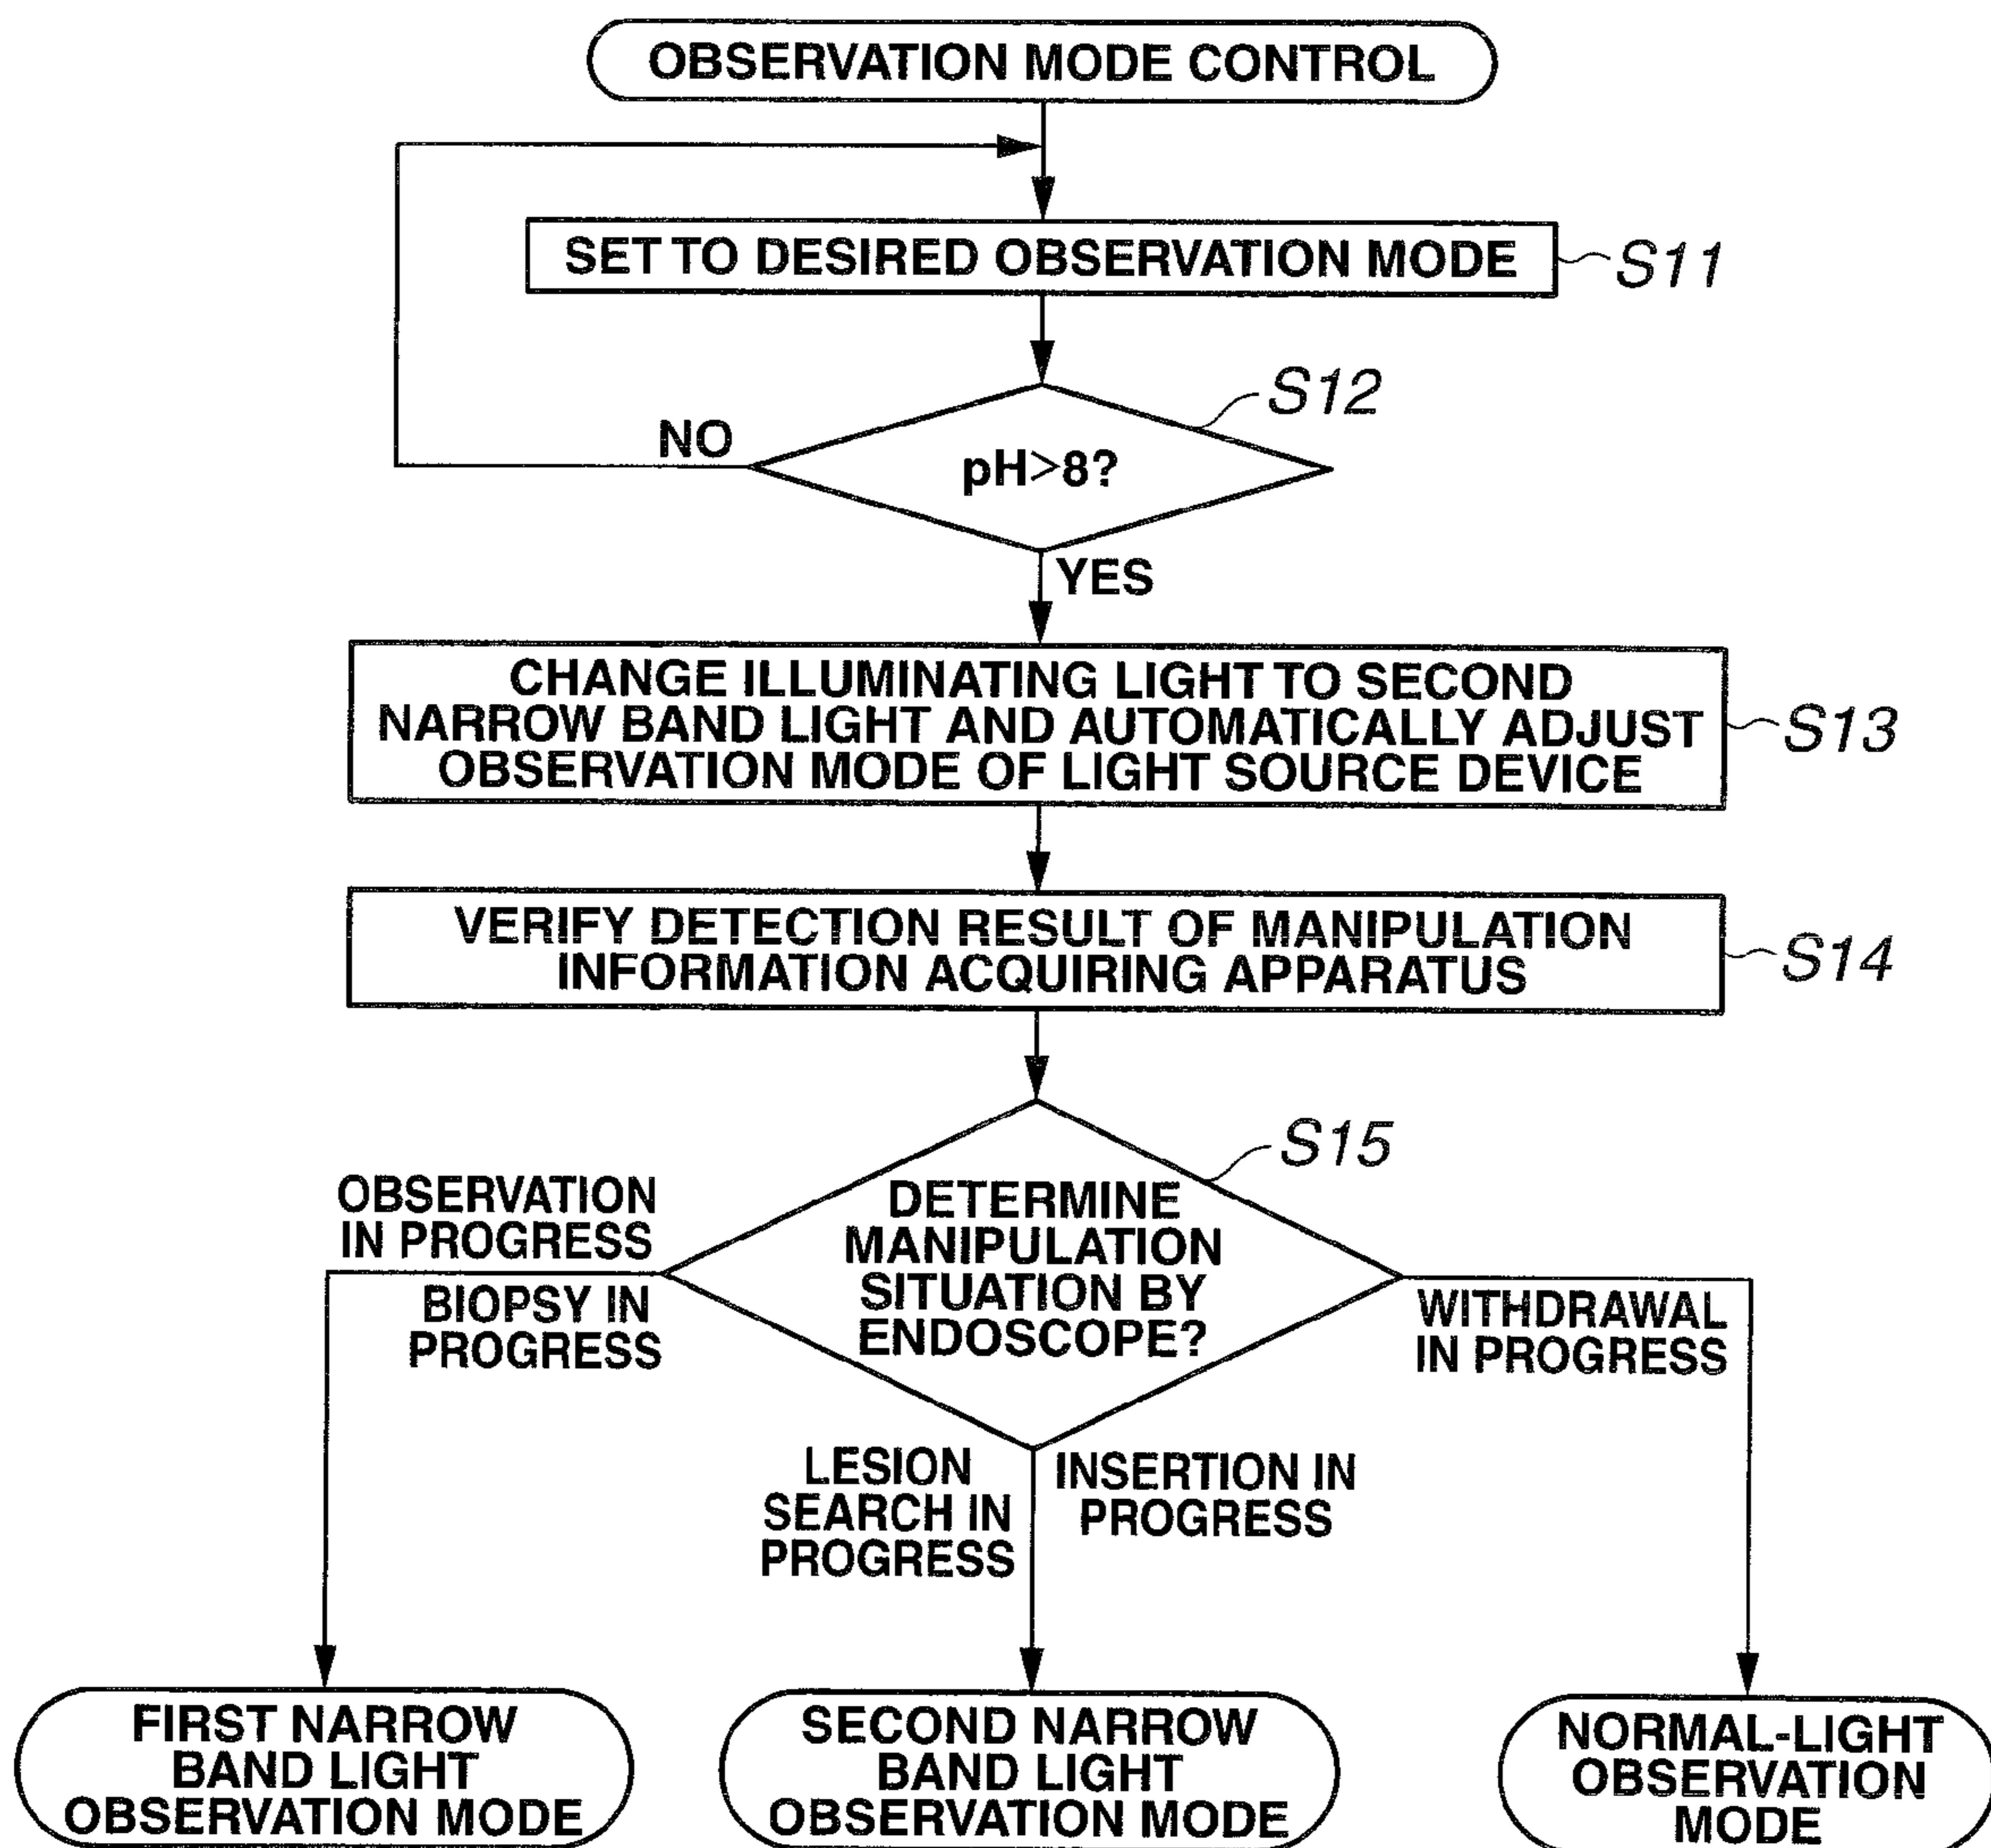 OBSERVATION MODE CONTROL
SET TO DESIRED OBSERVATION MODE
S11
S12
NO
pH>8?
YES
CHANGE ILLUMINATING LIGHT TO SECOND
NARROW BAND LIGHT AND AUTOMATICALLY ADJUST
OBSERVATION MODE OF LIGHT SOURCE DEVICE
S13
VERIFY DETECTION RESULT OF MANIPULATION
INFORMATION ACQUIRING APPARATUS
S14
S15
OBSERVATION
IN PROGRESS
BIOPSY IN
PROGRESS
DETERMINE
MANIPULATION
SITUATION BY
ENDOSCOPE?
WITHDRAWAL
IN PROGRESS
LESION
SEARCH IN
PROGRESS
INSERTION IN
PROGRESS
FIRST NARROW
BAND LIGHT
OBSERVATION MODE
SECOND NARROW
BAND LIGHT
OBSERVATION MODE
NORMAL-LIGHT
OBSERVATION
MODE